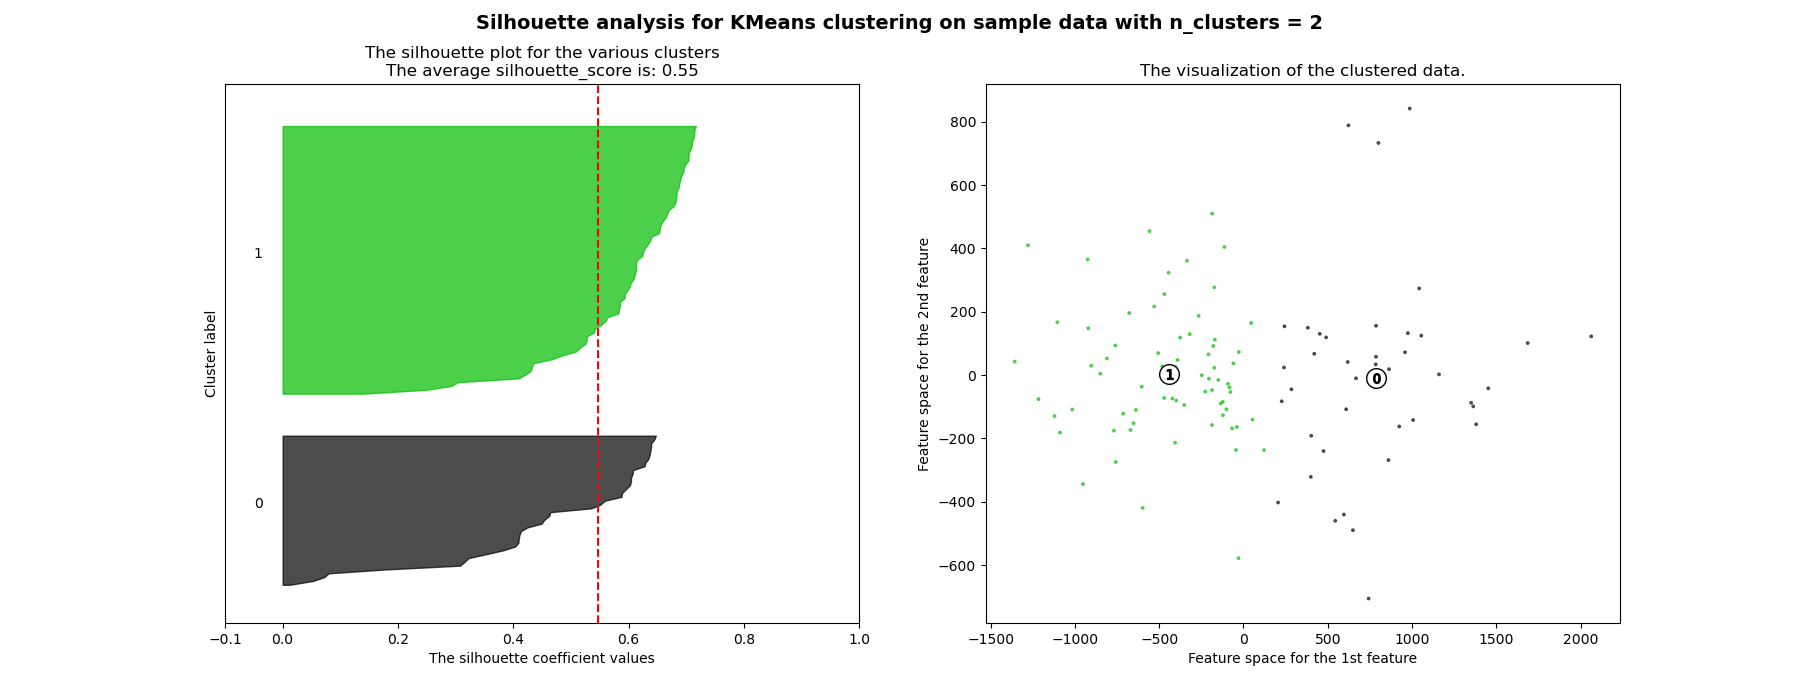 Silhouette analysis for KMeans clustering on sample data with n_clusters = 2
The silhouette plot for the various clusters
The average silhouette_score is: 0.55
1
0
Cluster label
−0.1 0.0 0.2 0.4 0.6 0.8 1.0
The silhouette coefficient values
The visualization of the clustered data.
800
600
400
200
0
−200
−400
−600
Feature space for the 2nd feature
1 0
−1500 −1000 −500 0 500 1000 1500 2000
Feature space for the 1st feature